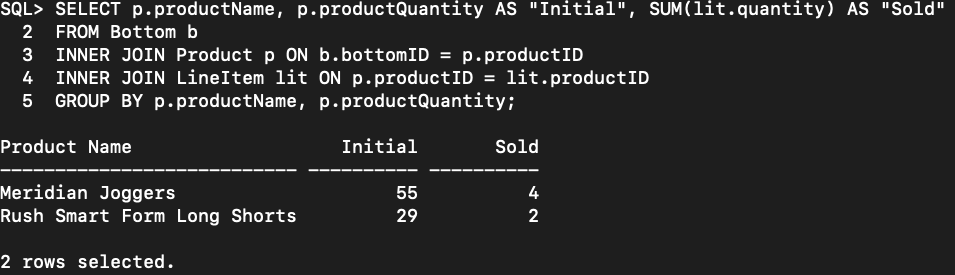 SQL> SELECT p.productName, p.productQuantity AS "Initial", SUM(lit.quantity) AS "Sold"
  2  FROM Bottom b
  3  INNER JOIN Product p ON b.bottomID = p.productID
  4  INNER JOIN LineItem lit ON p.productID = lit.productID
  5  GROUP BY p.productName, p.productQuantity;

Product Name                   Initial       Sold
--------------------------- ---------- ----------
Meridian Joggers                    55          4
Rush Smart Form Long Shorts         29          2

2 rows selected.